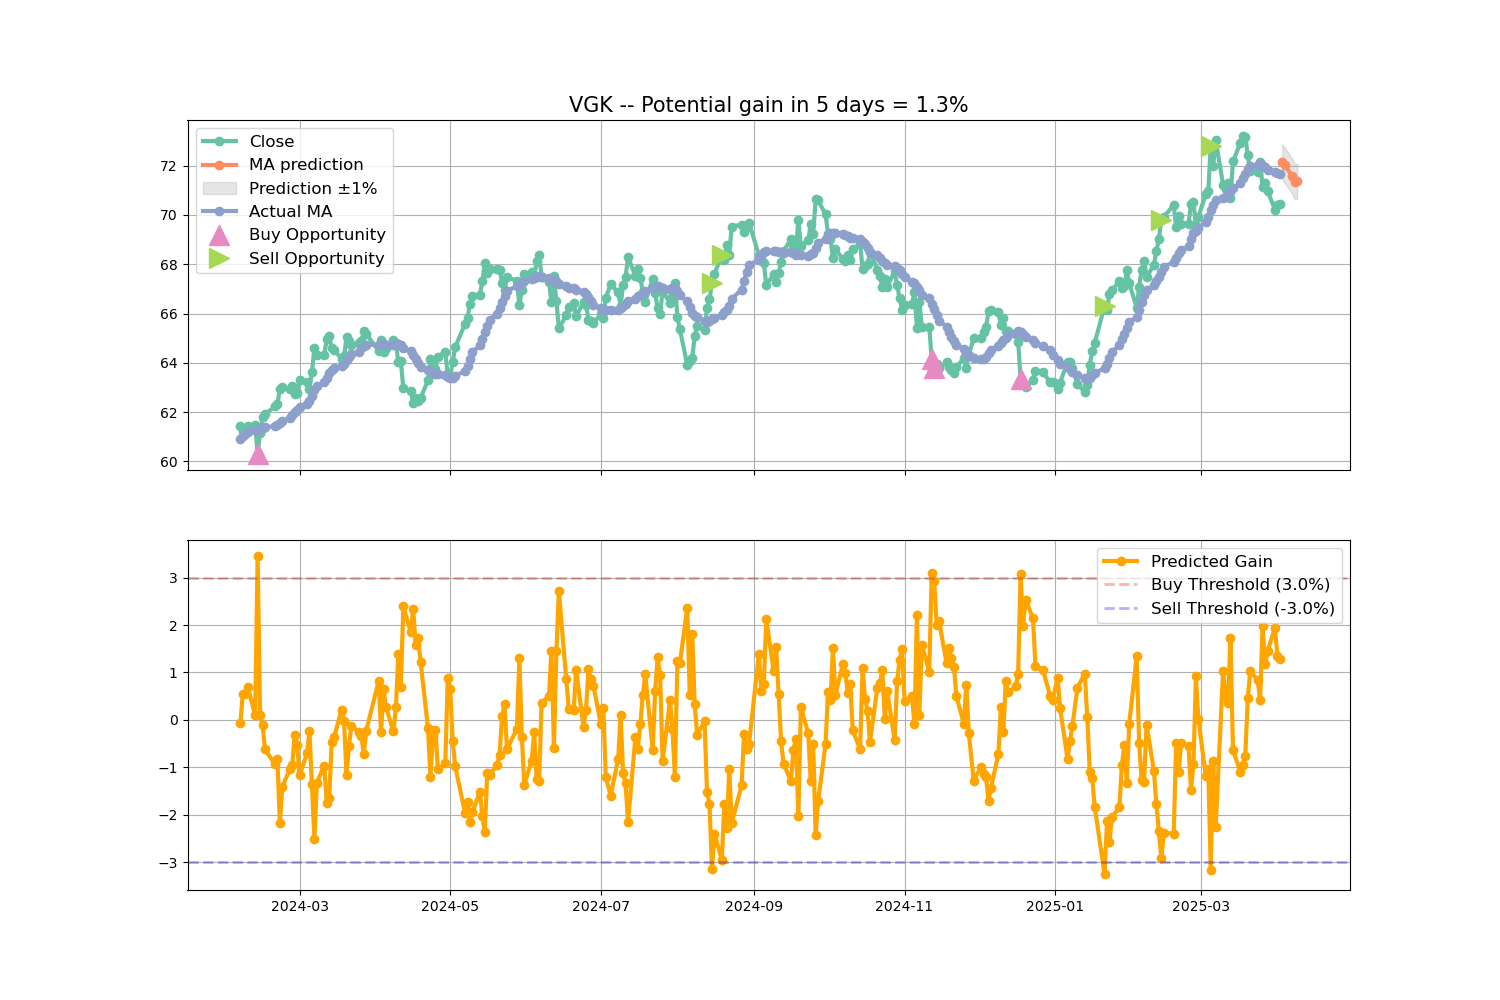 VGK -- Potential gain in 5 days = 1.3%
Close
MA prediction
Prediction ±1%
Actual MA
Buy Opportunity
Sell Opportunity
72
70
68
66
64
62
60
Predicted Gain
Buy Threshold (3.0%)
Sell Threshold (-3.0%)
3
2
1
0
−1
−2
−3
2024-03 2024-05 2024-07 2024-09 2024-11 2025-01 2025-03